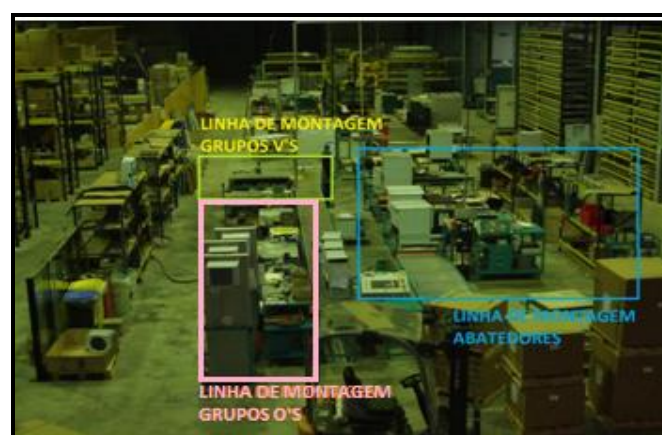 LINHA DE MONTAGEM
GRUPOS V'S
LINHA DE MONTAGEM
ABATEDORES
LINHA DE MONTAGEM
GRUPOS O'S